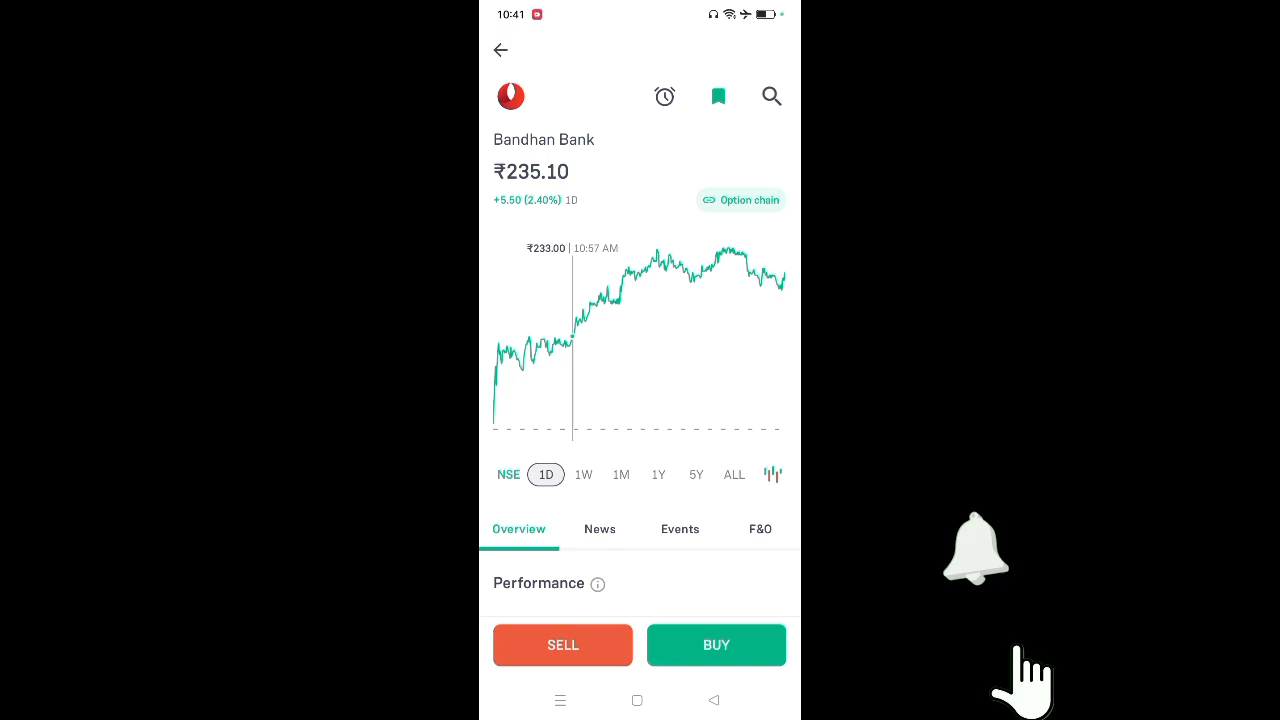 10:41
Bandhan Bank
₹235.10
+5.50 (2.40%) 1D
Option chain
₹233.00 | 10:57 AM
NSE 1D 1W 1M 1Y 5Y ALL
Overview News Events F&O
Performance
SELL BUY